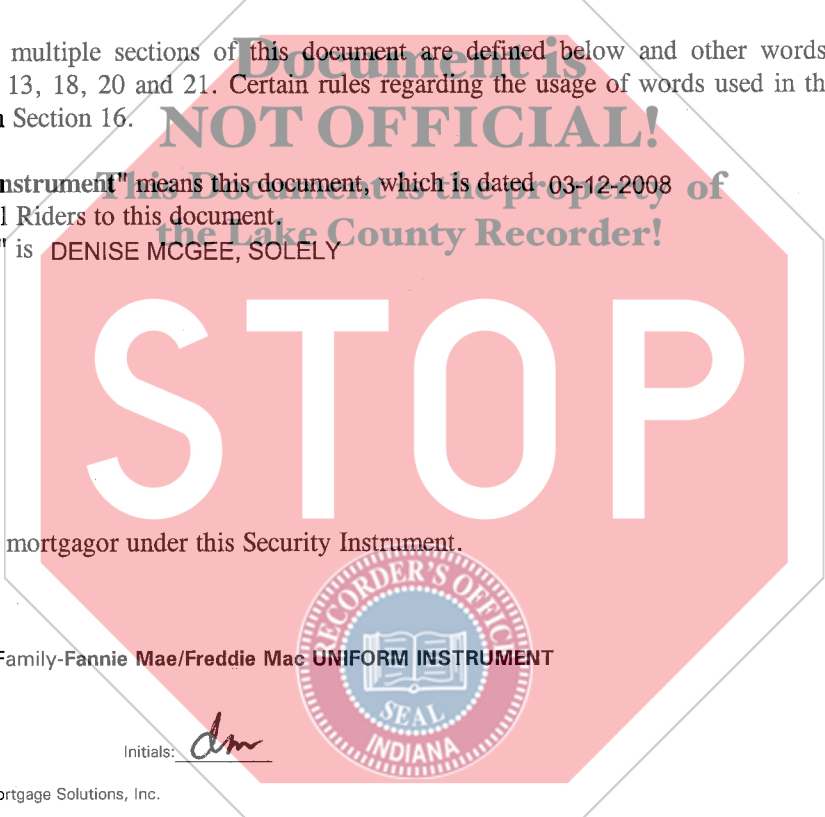 Document is
multiple sections of this document are defined below and other words
13, 18, 20 and 21. Certain rules regarding the usage of words used in th
n Section 16.
NOT OFFICIAL!
nstrument" means this document, which is dated 03-12-2008
This Document is the property of
l Riders to this document.
the Lake County Recorder!
" is DENISE MCGEE, SOLELY
STOP
mortgagor under this Security Instrument.
RECORDER'S OFFIC
SEAL
INDIANA
Family-Fannie Mae/Freddie Mac UNIFORM INSTRUMENT
Initials: dm
ortgage Solutions, Inc.